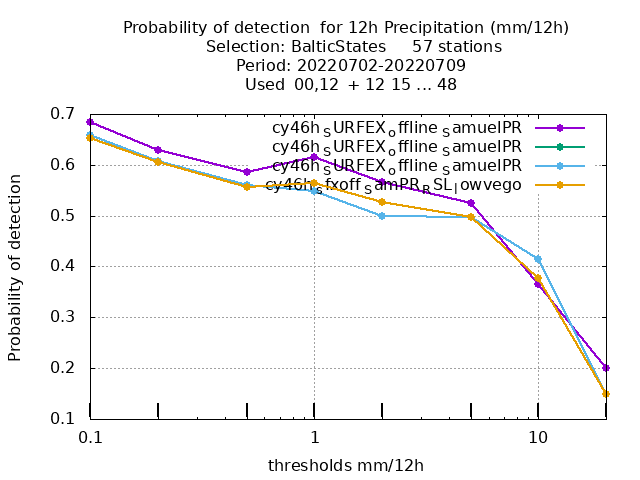 Probability of detection for 12h Precipitation (mm/12h)
Selection: BalticStates 57 stations
Period: 20220702-20220709
Used 00,12 + 12 15 ... 48
0.7
0.6
0.5
0.4
0.3
0.2
0.1
Probability of detection
cy46h_SURFEX_offline_SamuelPR
cy46h_SURFEX_offline_SamuelPR
cy46h_SURFEX_offline_SamuelPR
cy46h_sfxoff_SamPR_RSL_lowvego
0.1 1 10
thresholds mm/12h